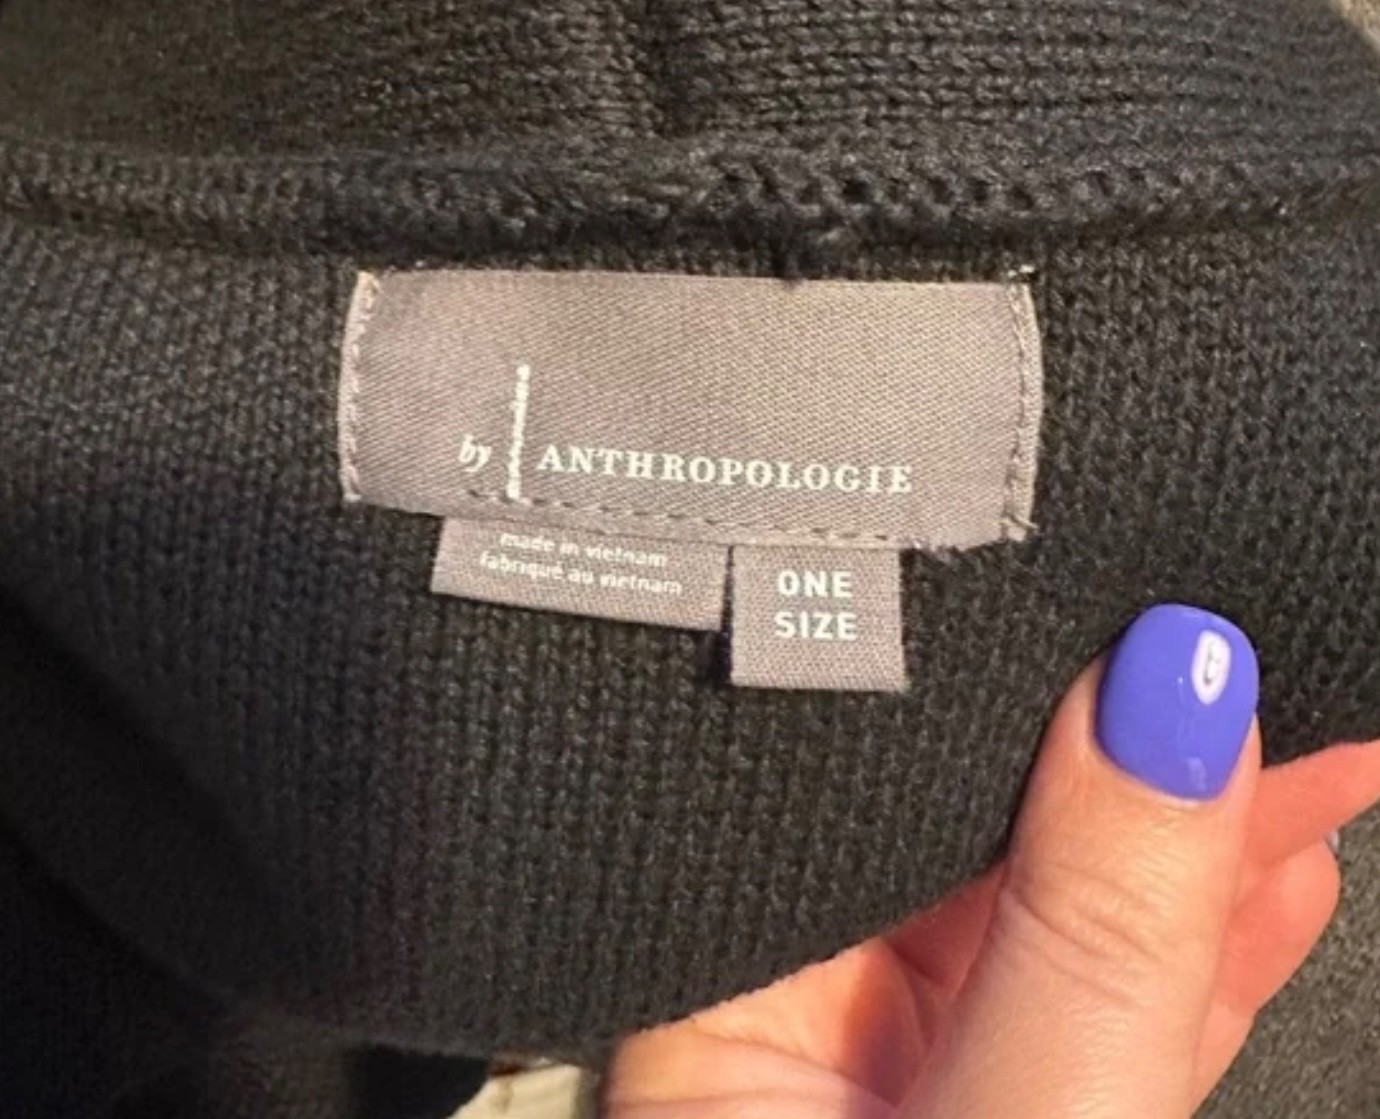 by ANTHROPOLOGIE
made in vietnam
fabriqué au vietnam
ONE
SIZE